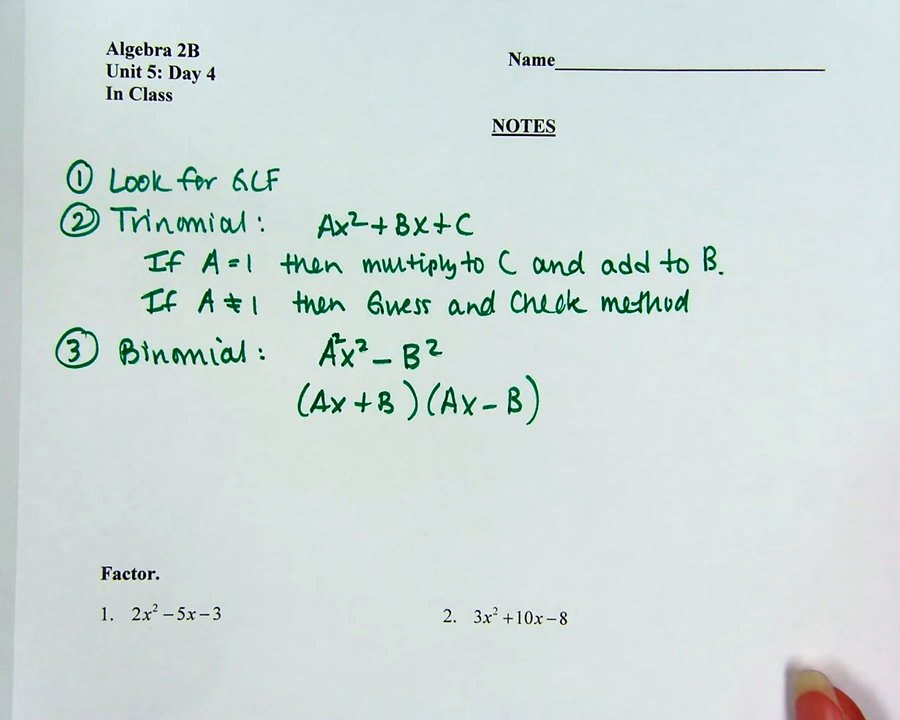 Algebra 2B
Unit 5: Day 4
In Class
Name____________________
NOTES
① Look for GCF
② Trinomial: Ax²+Bx+C
If A=1 then multiply to C and add to B.
If A≠1 then Guess and Check method
③ Binomial: A²x²-B²
(Ax+B)(Ax-B)
Factor.
1. 2x²-5x-3
2. 3x²+10x-8